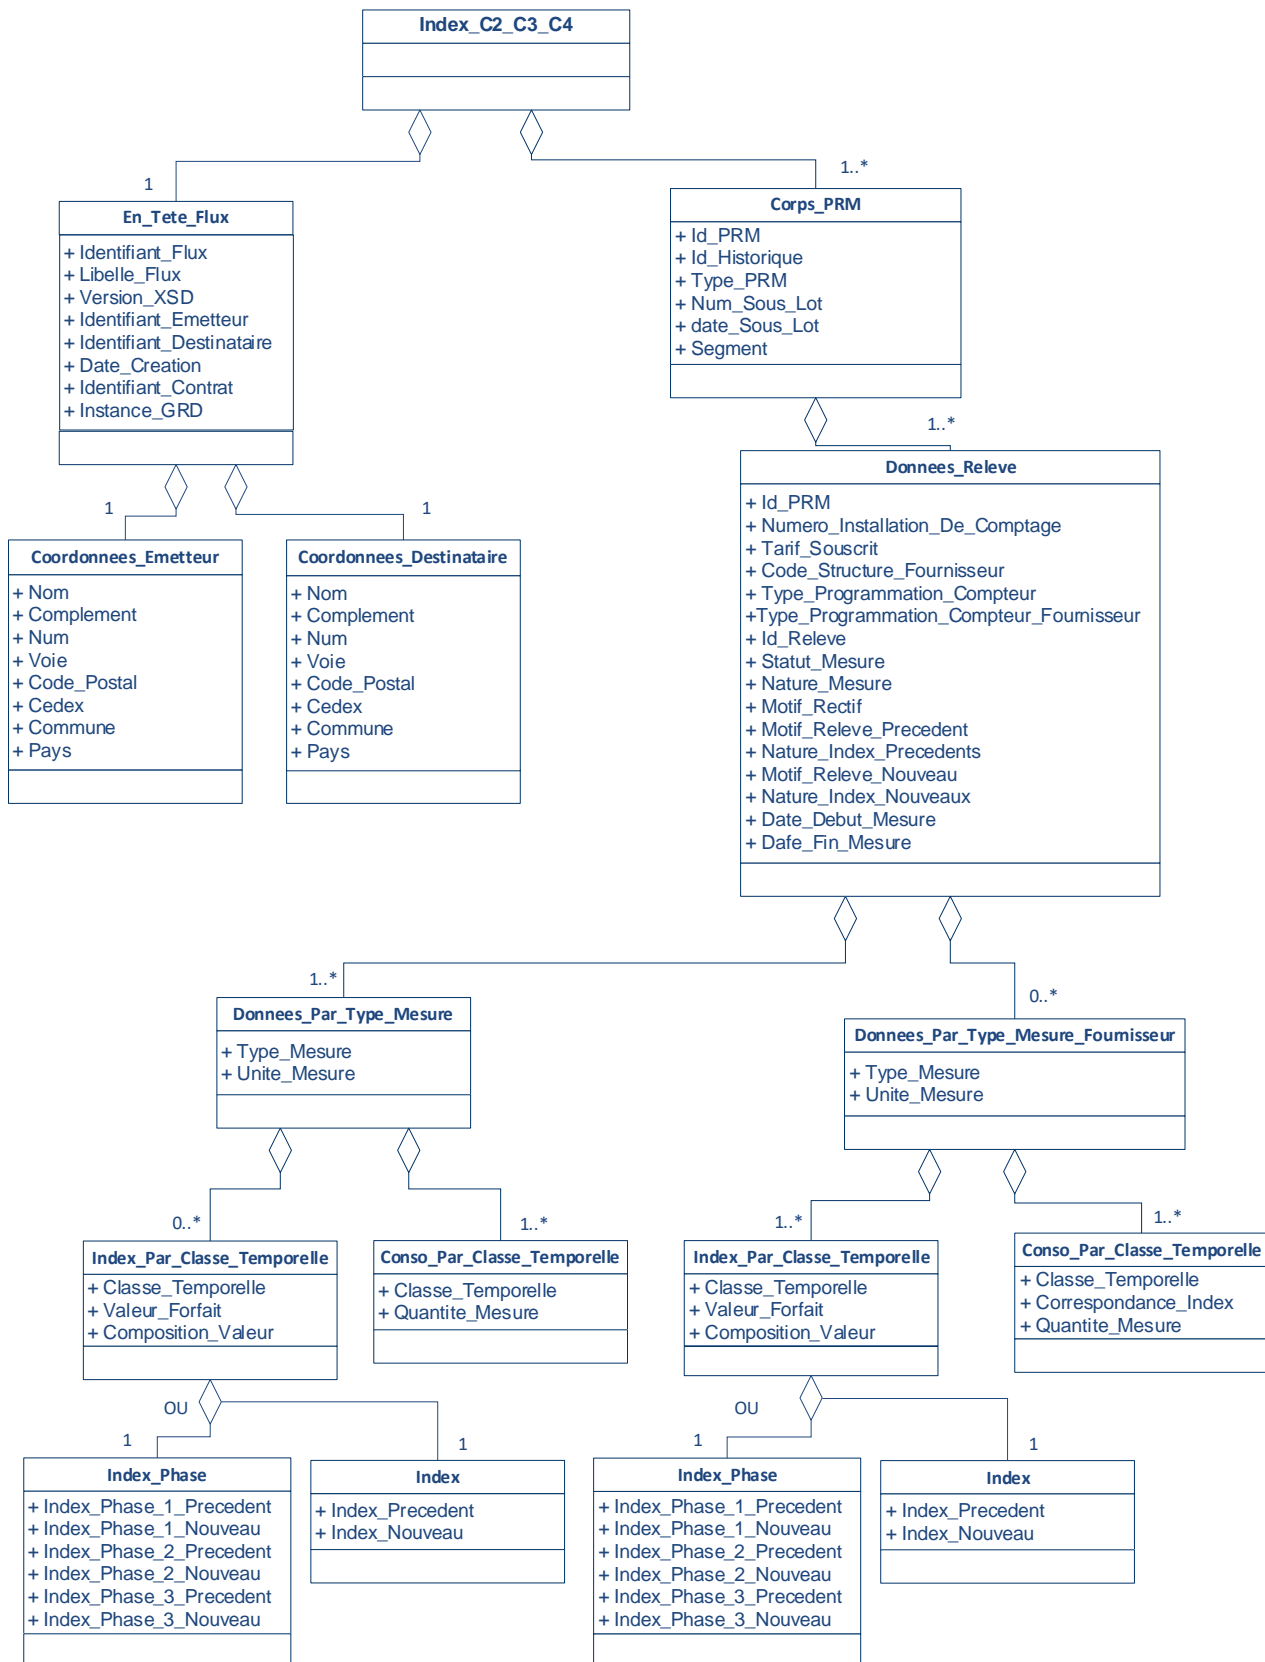 Index_C2_C3_C4
1
1..*
En_Tete_Flux
+ Identifiant_Flux
+ Libelle_Flux
+ Version_XSD
+ Identifiant_Emetteur
+ Identifiant_Destinataire
+ Date_Creation
+ Identifiant_Contrat
+ Instance_GRD
Corps_PRM
+ Id_PRM
+ Id_Historique
+ Type_PRM
+ Num_Sous_Lot
+ date_Sous_Lot
+ Segment
1
1
1..*
Coordonnees_Emetteur
+ Nom
+ Complement
+ Num
+ Voie
+ Code_Postal
+ Cedex
+ Commune
+ Pays
Coordonnees_Destinataire
+ Nom
+ Complement
+ Num
+ Voie
+ Code_Postal
+ Cedex
+ Commune
+ Pays
Donnees_Releve
+ Id_PRM
+ Numero_Installation_De_Comptage
+ Tarif_Souscrit
+ Code_Structure_Fournisseur
+ Type_Programmation_Compteur
+Type_Programmation_Compteur_Fournisseur
+ Id_Releve
+ Statut_Mesure
+ Nature_Mesure
+ Motif_Rectif
+ Motif_Releve_Precedent
+ Nature_Index_Precedents
+ Motif_Releve_Nouveau
+ Nature_Index_Nouveaux
+ Date_Debut_Mesure
+ Dafe_Fin_Mesure
1..*
0..*
Donnees_Par_Type_Mesure
+ Type_Mesure
+ Unite_Mesure
Donnees_Par_Type_Mesure_Fournisseur
+ Type_Mesure
+ Unite_Mesure
0..*
1..*
1..*
1..*
Index_Par_Classe_Temporelle
+ Classe_Temporelle
+ Valeur_Forfait
+ Composition_Valeur
Conso_Par_Classe_Temporelle
+ Classe_Temporelle
+ Quantite_Mesure
Index_Par_Classe_Temporelle
+ Classe_Temporelle
+ Valeur_Forfait
+ Composition_Valeur
Conso_Par_Classe_Temporelle
+ Classe_Temporelle
+ Correspondance_Index
+ Quantite_Mesure
OU
1
1
OU
1
1
Index_Phase
+ Index_Phase_1_Precedent
+ Index_Phase_1_Nouveau
+ Index_Phase_2_Precedent
+ Index_Phase_2_Nouveau
+ Index_Phase_3_Precedent
+ Index_Phase_3_Nouveau
Index
+ Index_Precedent
+ Index_Nouveau
Index_Phase
+ Index_Phase_1_Precedent
+ Index_Phase_1_Nouveau
+ Index_Phase_2_Precedent
+ Index_Phase_2_Nouveau
+ Index_Phase_3_Precedent
+ Index_Phase_3_Nouveau
Index
+ Index_Precedent
+ Index_Nouveau